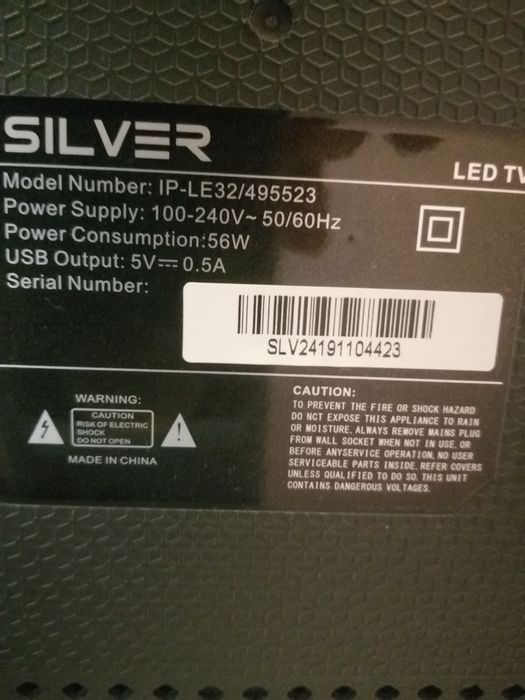 SILVER
LED TV
Model Number: IP-LE32/495523
Power Supply: 100-240V~ 50/60Hz
Power Consumption:56W
USB Output: 5V⎓0.5A
Serial Number:
SLV24191104423
WARNING:
CAUTION
RISK OF ELECTRIC
SHOCK
DO NOT OPEN
MADE IN CHINA
CAUTION:
TO PREVENT THE FIRE OR SHOCK HAZARD
DO NCT EXPOSE THIS APPLIANCE TO RAIN
OR MOISTURE. ALWAYS REMOVE MAINS PLUG
FROM WALL SOCKET WHEN NOT IN USE, OR
BEFORE ANYSERVICE OPERATION, NO USER
SERVICEABLE PARTS INSIDE, REFER COVERS
UNLESS QUALIFIED TO DO SO, THIS UNIT
CONTAINS DANGEROUS VOLTAGES.